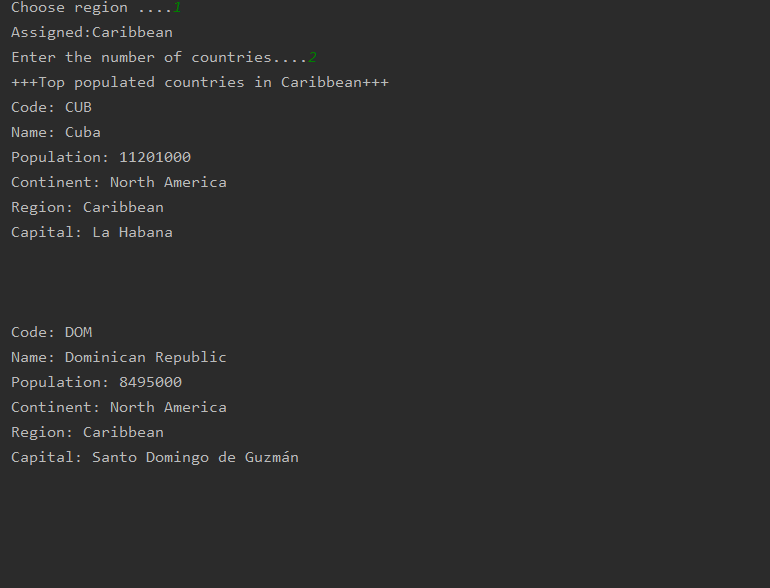 Choose region ....1
Assigned:Caribbean
Enter the number of countries....2
+++Top populated countries in Caribbean+++
Code: CUB
Name: Cuba
Population: 11201000
Continent: North America
Region: Caribbean
Capital: La Habana
Code: DOM
Name: Dominican Republic
Population: 8495000
Continent: North America
Region: Caribbean
Capital: Santo Domingo de Guzmán